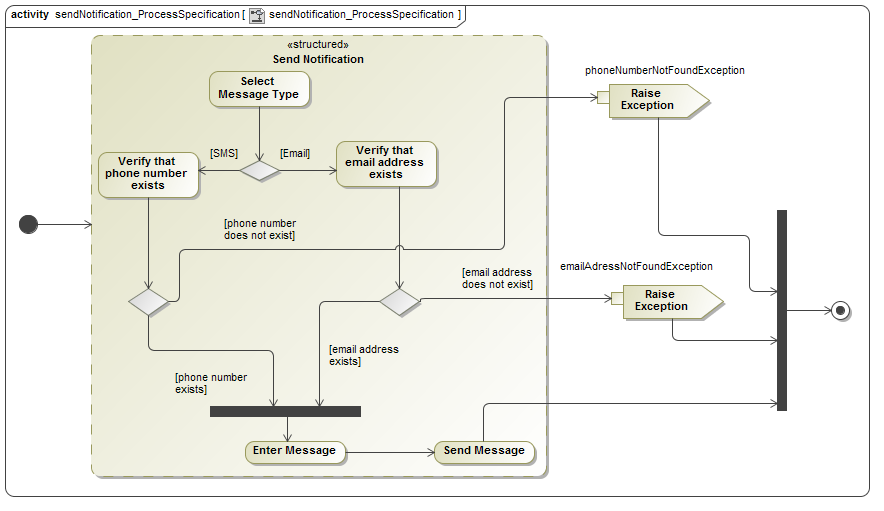 activity sendNotification_ProcessSpecification [ sendNotification_ProcessSpecification ]
«structured»
Send Notification
Select
Message Type
[SMS]
[Email]
Verify that
phone number
exists
Verify that
email address
exists
phoneNumberNotFoundException
Raise
Exception
[phone number
does not exist]
[email address
does not exist]
emailAdressNotFoundException
Raise
Exception
[email address
exists]
[phone number
exists]
Enter Message
Send Message